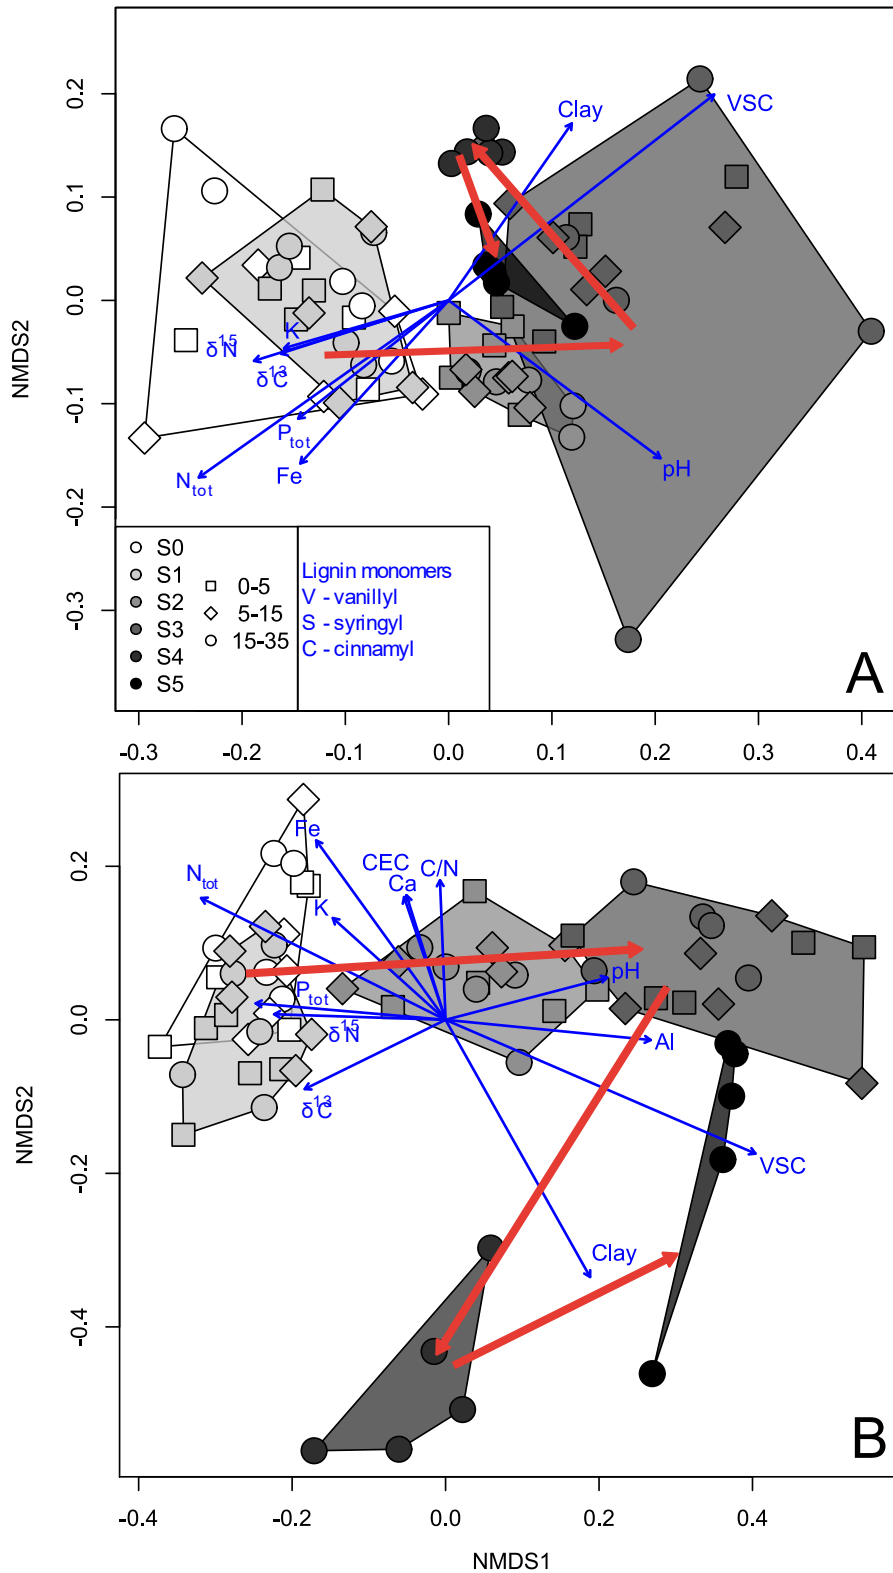 NMDS2
0.2
0.1
0.0
-0.1
-0.2
-0.3
Clay
VSC
K
δ15N
δ13C
Ptot
Ntot
Fe
pH
S0
S1
S2
S3
S4
S5
0-5
5-15
15-35
Lignin monomers
V - vanillyl
S - syringyl
C - cinnamyl
A
-0.3 -0.2 -0.1 0.0 0.1 0.2 0.3 0.4
NMDS2
0.2
0.0
-0.2
-0.4
Fe
CEC
C/N
Ca
Ntot
K
Ptot
pH
δ15N
Al
δ13C
VSC
Clay
B
-0.4 -0.2 0.0 0.2 0.4
NMDS1